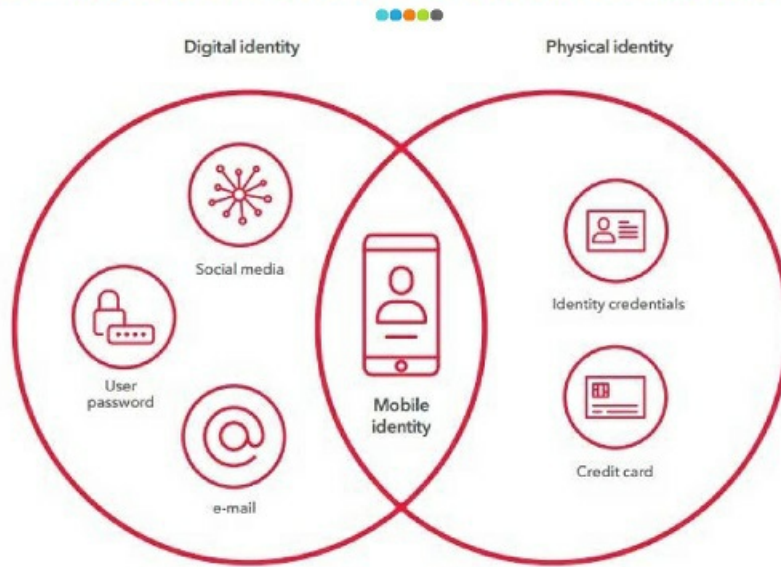 Digital identity
Physical identity
Social media
Identity credentials
User
password
Mobile
identity
Credit card
e-mail